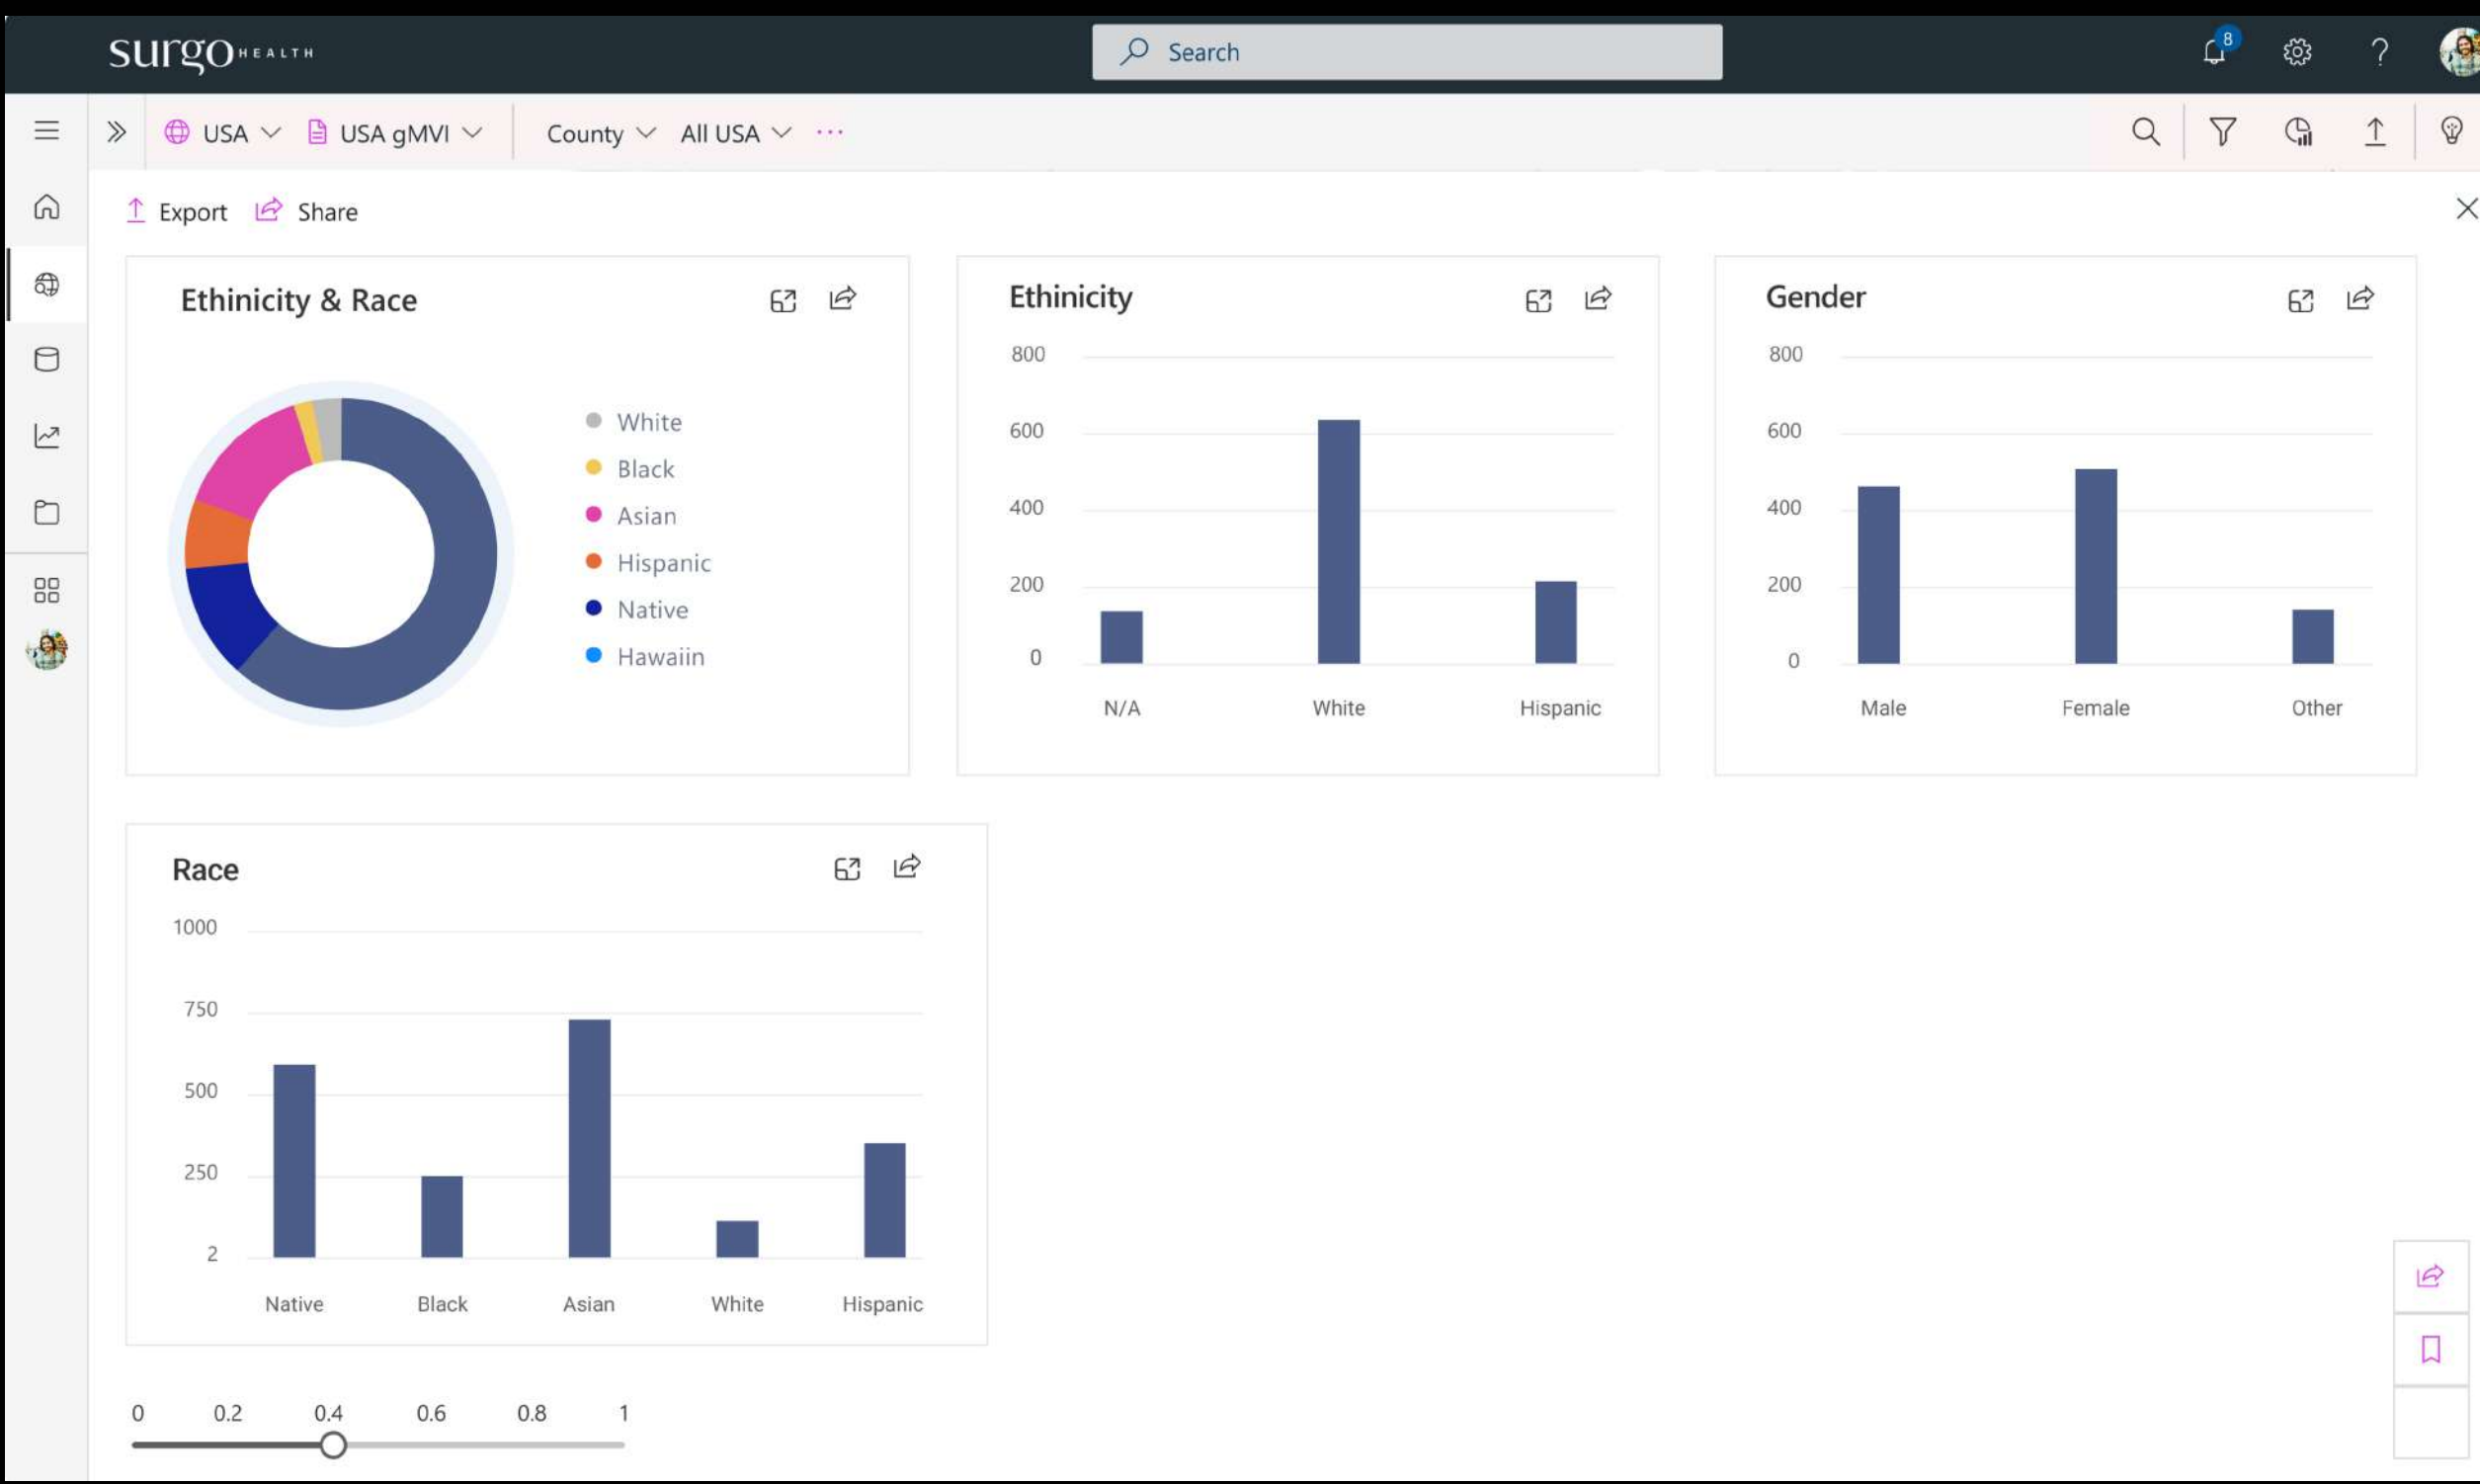 surgo HEALTH
Search
8
?
USA
USA gMVI
County
All USA
...
Export
Share
Ethinicity & Race
White
Black
Asian
Hispanic
Native
Hawaiin
Ethinicity
800
600
400
200
0
N/A White Hispanic
Gender
800
600
400
200
0
Male Female Other
Race
1000
750
500
250
2
Native Black Asian White Hispanic
0 0.2 0.4 0.6 0.8 1